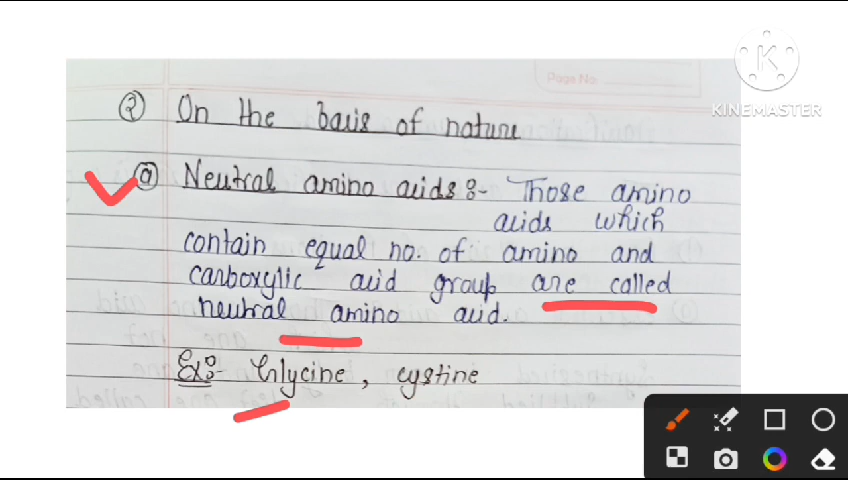 Page No
KINEMASTER
② On the basis of nature
ⓐ Neutral amino acids :- Those amino
acids which
contain equal no. of amino and
carboxylic acid group are called
neutral amino acid.
Ex:- Glycine, cystine